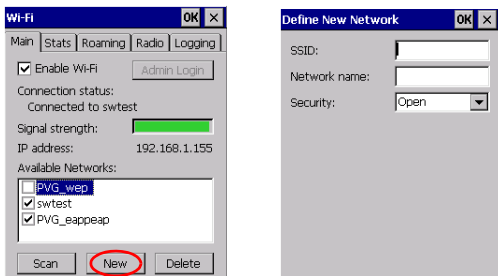 Wi-Fi OK ×
Main Stats Roaming Radio Logging
Enable Wi-Fi Admin Login
Connection status:
Connected to swtest
Signal strength:
IP address: 192.168.1.155
Available Networks:
PVG_wep
swtest
PVG_eappeap
Scan New Delete
Define New Network OK ×
SSID:
Network name:
Security: Open